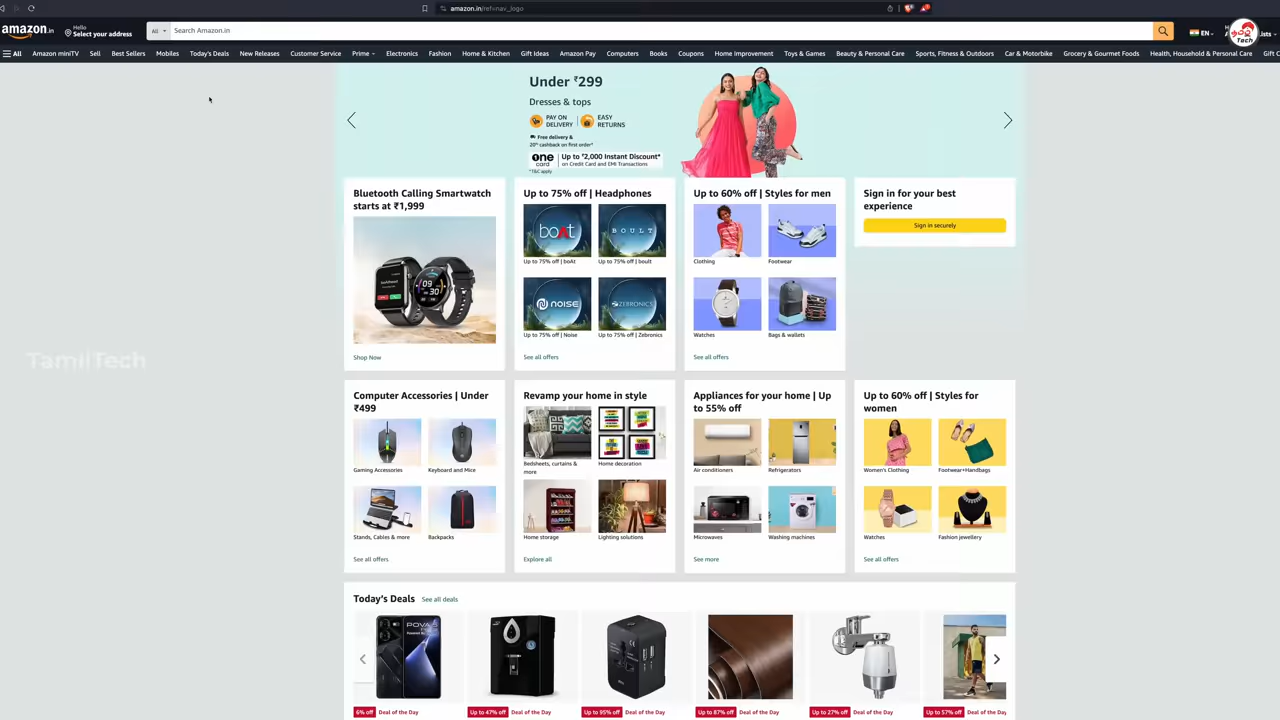 amazon.in/ref=nav_logo
amazon.in
Hello
Select your address
All
Search Amazon.in
EN
Tech
All
Amazon miniTV
Sell
Best Sellers
Mobiles
Today's Deals
New Releases
Customer Service
Prime
Electronics
Fashion
Home & Kitchen
Gift Ideas
Amazon Pay
Computers
Books
Coupons
Home Improvement
Toys & Games
Beauty & Personal Care
Sports, Fitness & Outdoors
Car & Motorbike
Grocery & Gourmet Foods
Health, Household & Personal Care
Under ₹299
Dresses & tops
PAY ON
DELIVERY
EASY
RETURNS
Free delivery &
one
card
Up to ₹2,000 Instant Discount*
on Credit Card and EMI Transactions
*T&C apply
Bluetooth Calling Smartwatch
starts at ₹1,999
Shop Now
Up to 75% off | Headphones
boAt
BOULT
Up to 75% off | boAt
Up to 75% off | boult
NOISE
ZEBRONICS
Up to 75% off | Noise
Up to 75% off | Zebronics
See all offers
Up to 60% off | Styles for men
Clothing
Footwear
Watches
Bags & wallets
See all offers
Sign in for your best
experience
Sign in securely
TamilTech
Computer Accessories | Under
₹499
Gaming Accessories
Keyboard and Mice
Stands, Cables & more
Backpacks
See all offers
Revamp your home in style
Bedsheets, curtains &
more
Home decoration
Home storage
Lighting solutions
Explore all
Appliances for your home | Up
to 55% off
Air conditioners
Refrigerators
Microwaves
Washing machines
See more
Up to 60% off | Styles for
women
Women's Clothing
Footwear+Handbags
Watches
Fashion jewellery
See all offers
Today's Deals
See all deals
POVA
6% off Deal of the Day
Up to 47% off Deal of the Day
Up to 95% off Deal of the Day
Up to 87% off Deal of the Day
Up to 27% off Deal of the Day
Up to 57% off Deal of the Day